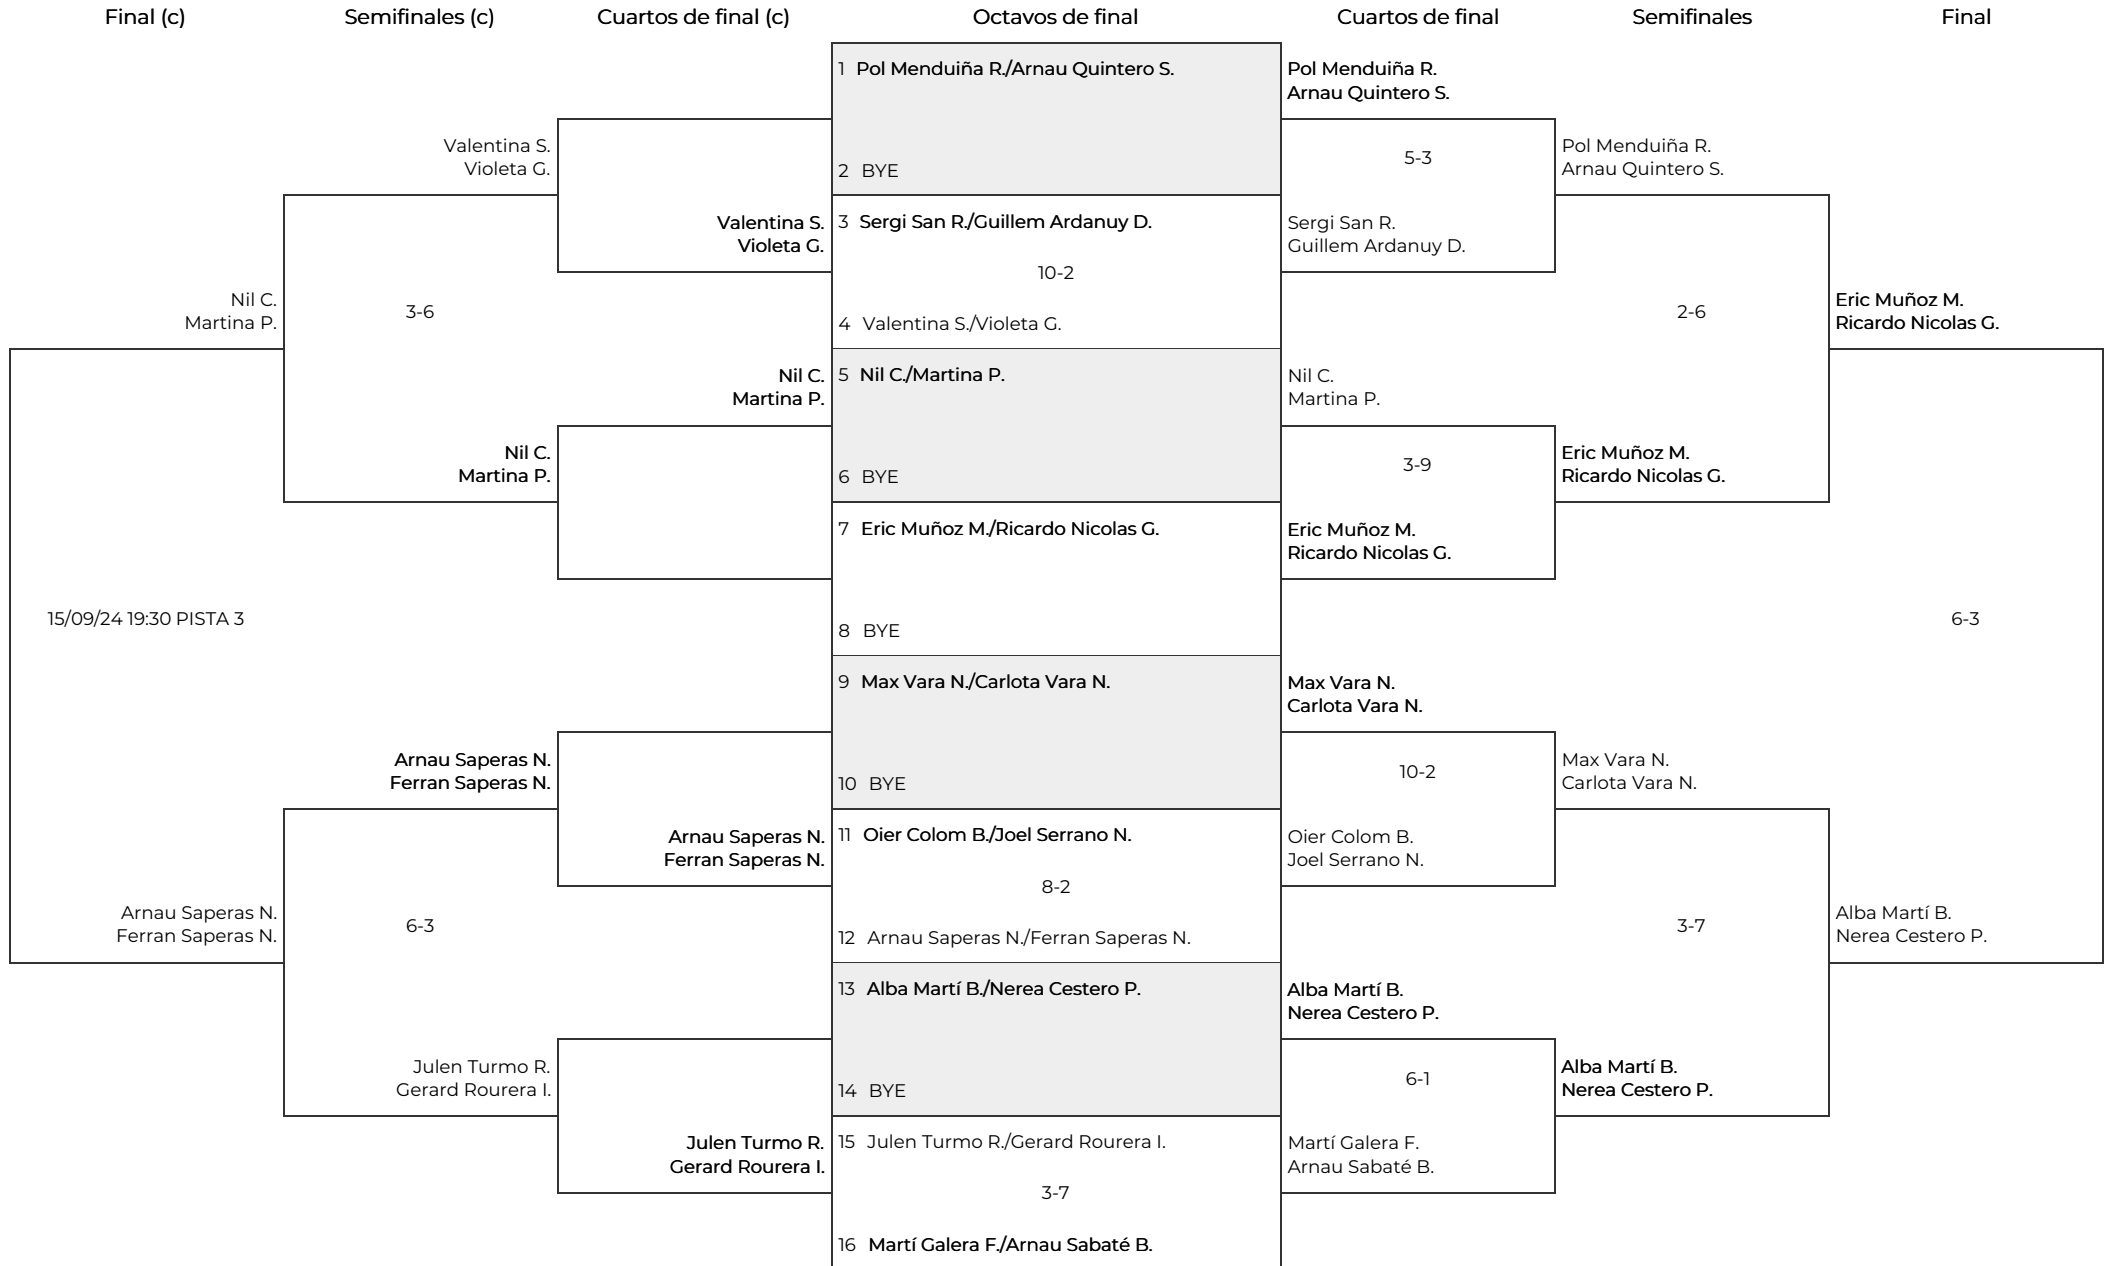 Final (c)
Semifinales (c)
Cuartos de final (c)
Octavos de final
Cuartos de final
Semifinales
Final
Nil C.
Martina P.
15/09/24 19:30 PISTA 3
Arnau Saperas N.
Ferran Saperas N.
Valentina S.
Violeta G.
3-6
Nil C.
Martina P.
Arnau Saperas N.
Ferran Saperas N.
6-3
Julen Turmo R.
Gerard Rourera I.
Valentina S.
Violeta G.
Nil C.
Martina P.
Arnau Saperas N.
Ferran Saperas N.
Julen Turmo R.
Gerard Rourera I.
1 Pol Menduiña R./Arnau Quintero S.
2 BYE
3 Sergi San R./Guillem Ardanuy D.
10-2
4 Valentina S./Violeta G.
5 Nil C./Martina P.
6 BYE
7 Eric Muñoz M./Ricardo Nicolas G.
8 BYE
9 Max Vara N./Carlota Vara N.
10 BYE
11 Oier Colom B./Joel Serrano N.
8-2
12 Arnau Saperas N./Ferran Saperas N.
13 Alba Martí B./Nerea Cestero P.
14 BYE
15 Julen Turmo R./Gerard Rourera I.
3-7
16 Martí Galera F./Arnau Sabaté B.
Pol Menduiña R.
Arnau Quintero S.
5-3
Sergi San R.
Guillem Ardanuy D.
Nil C.
Martina P.
3-9
Eric Muñoz M.
Ricardo Nicolas G.
Max Vara N.
Carlota Vara N.
10-2
Oier Colom B.
Joel Serrano N.
Alba Martí B.
Nerea Cestero P.
6-1
Martí Galera F.
Arnau Sabaté B.
Pol Menduiña R.
Arnau Quintero S.
2-6
Eric Muñoz M.
Ricardo Nicolas G.
Max Vara N.
Carlota Vara N.
3-7
Alba Martí B.
Nerea Cestero P.
Eric Muñoz M.
Ricardo Nicolas G.
6-3
Alba Martí B.
Nerea Cestero P.